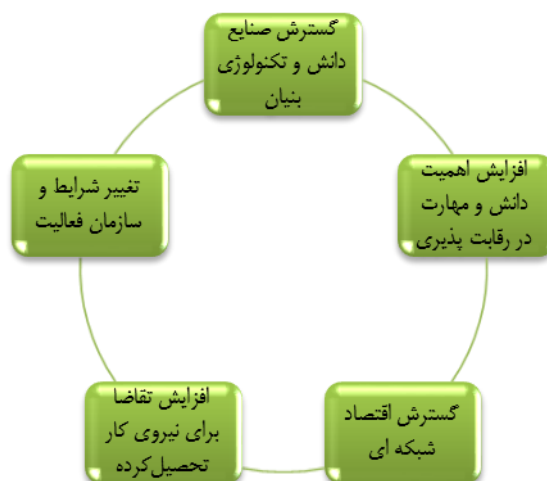 گسترش صنایع
دانش و تکنولوژی
بنیان
افزایش اهمیت
دانش و مهارت
در رقابت پذیری
گسترش اقتصاد
شبکه ای
افزایش تقاضا
برای نیروی کار
تحصیل‌کرده
تغییر شرایط و
سازمان فعالیت